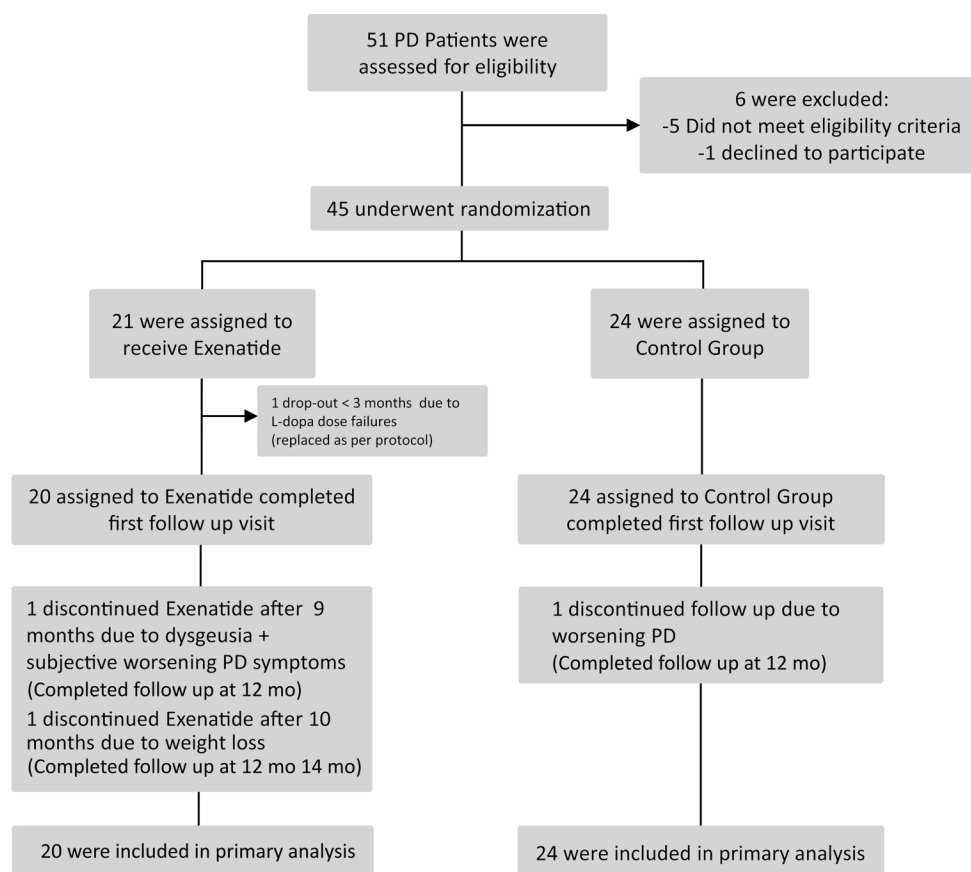 51 PD Patients were
assessed for eligibility
6 were excluded:
-5 Did not meet eligibility criteria
-1 declined to participate
45 underwent randomization
21 were assigned to
receive Exenatide
24 were assigned to
Control Group
1 drop-out < 3 months due to
L-dopa dose failures
(replaced as per protocol)
20 assigned to Exenatide completed
first follow up visit
24 assigned to Control Group
completed first follow up visit
1 discontinued Exenatide after 9
months due to dysgeusia +
subjective worsening PD symptoms
(Completed follow up at 12 mo)
1 discontinued Exenatide after 10
months due to weight loss
(Completed follow up at 12 mo 14 mo)
1 discontinued follow up due to
worsening PD
(Completed follow up at 12 mo)
20 were included in primary analysis
24 were included in primary analysis